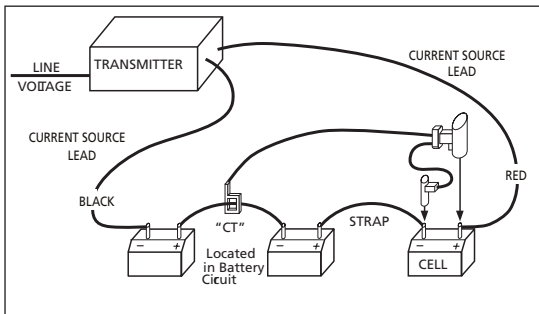 CURRENT SOURCE
LEAD
TRANSMITTER
LINE
VOLTAGE
CURRENT SOURCE
LEAD
BLACK
RED
"CT"
STRAP
Located
in Battery
Cicuit
− +
− +
− +
CELL